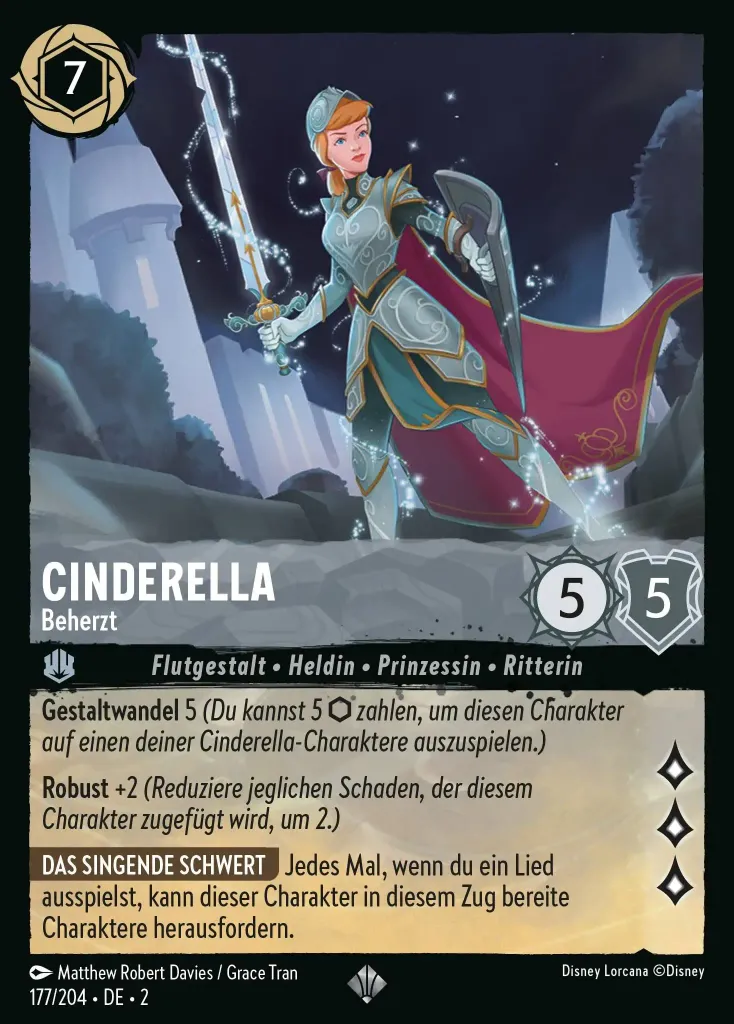 7
CINDERELLA
Beherzt
5
5
Flutgestalt • Heldin • Prinzessin • Ritterin
Gestaltwandel 5 (Du kannst 5 ⬡ zahlen, um diesen Charakter
auf einen deiner Cinderella-Charaktere auszuspielen.)
Robust +2 (Reduziere jeglichen Schaden, der diesem
Charakter zugefügt wird, um 2.)
DAS SINGENDE SCHWERT Jedes Mal, wenn du ein Lied
ausspielst, kann dieser Charakter in diesem Zug bereite
Charaktere herausfordern.
Matthew Robert Davies / Grace Tran
Disney Lorcana ©Disney
177/204 • DE • 2